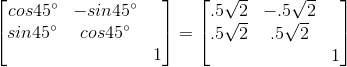 [cos45° -sin45° ] = [.5√2 -.5√2 ]
[sin45° cos45° ] [.5√2 .5√2 ]
[ 1] [ 1]